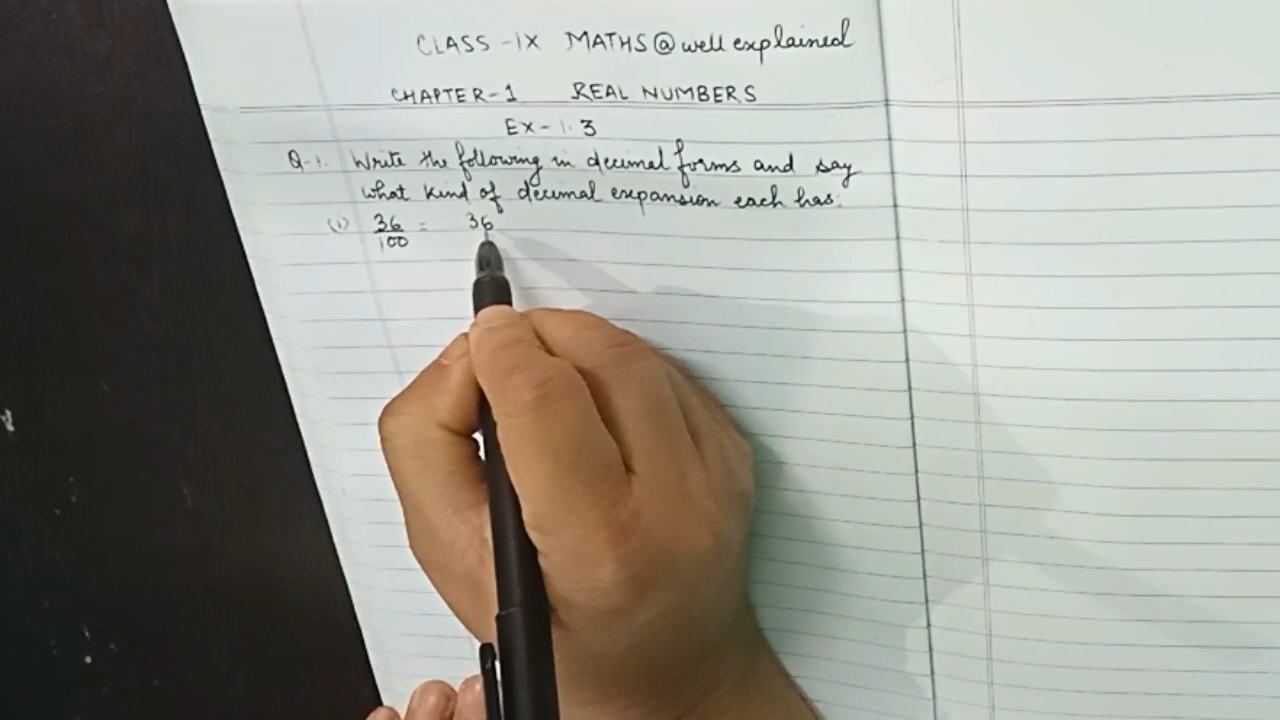 CLASS -IX MATHS @ well explained
CHAPTER-1 REAL NUMBERS
EX-1.3
Q-1. Write the following in decimal forms and say
what kind of decimal expansion each has:
(i) 36/100 = 36